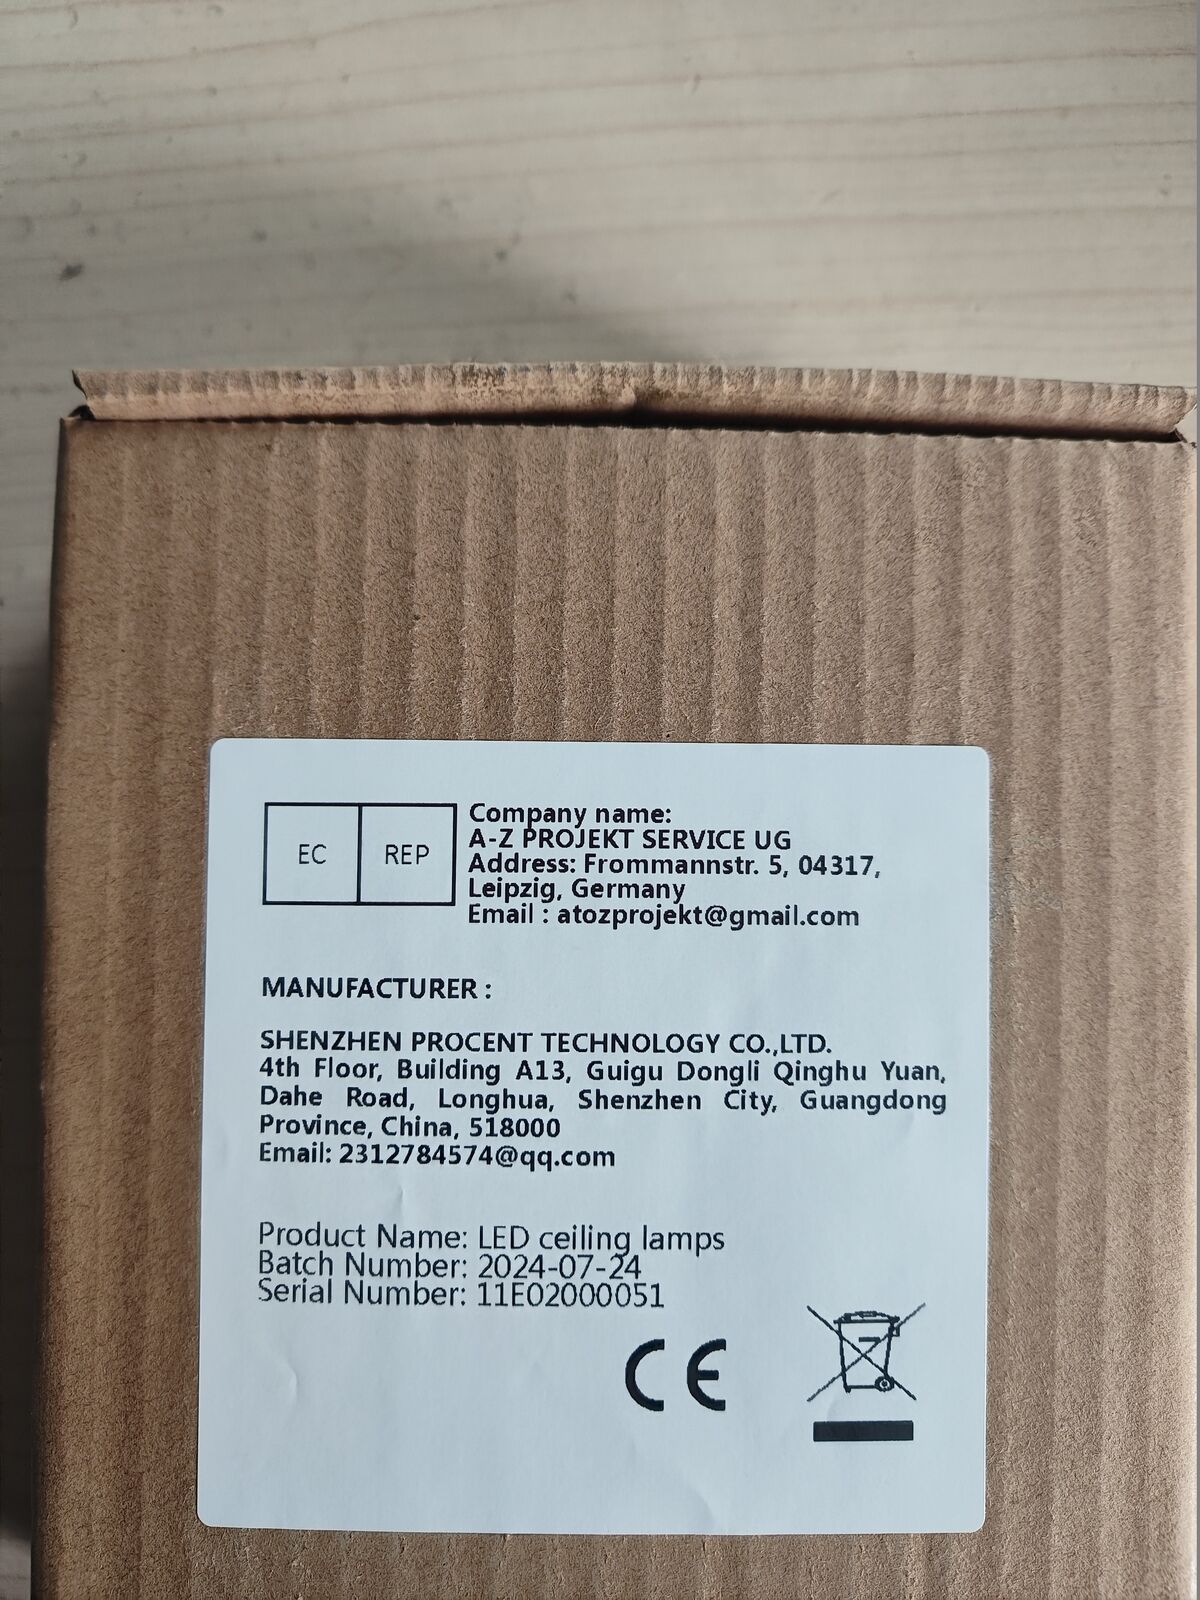 EC REP
Company name:
A-Z PROJEKT SERVICE UG
Address: Frommannstr. 5, 04317,
Leipzig, Germany
Email : atozprojekt@gmail.com
MANUFACTURER :
SHENZHEN PROCENT TECHNOLOGY CO.,LTD.
4th Floor, Building A13, Guigu Dongli Qinghu Yuan,
Dahe Road, Longhua, Shenzhen City, Guangdong
Province, China, 518000
Email: 2312784574@qq.com
Product Name: LED ceiling lamps
Batch Number: 2024-07-24
Serial Number: 11E02000051
CE